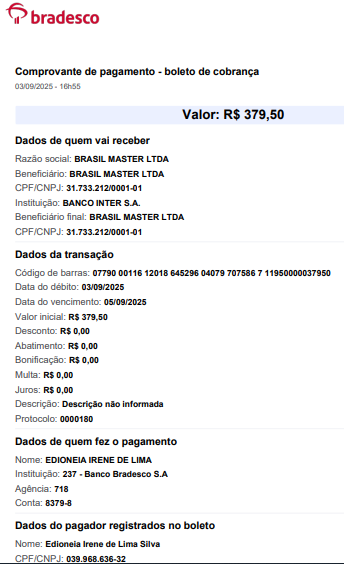 bradesco
Comprovante de pagamento - boleto de cobrança
03/09/2025 - 16h55
Valor: R$ 379,50
Dados de quem vai receber
Razão social: BRASIL MASTER LTDA
Beneficiário: BRASIL MASTER LTDA
CPF/CNPJ: 31.733.212/0001-01
Instituição: BANCO INTER S.A.
Beneficiário final: BRASIL MASTER LTDA
CPF/CNPJ: 31.733.212/0001-01
Dados da transação
Código de barras: 07790 00116 12018 645296 04079 707586 7 11950000037950
Data do débito: 03/09/2025
Data do vencimento: 05/09/2025
Valor inicial: R$ 379,50
Desconto: R$ 0,00
Abatimento: R$ 0,00
Bonificação: R$ 0,00
Multa: R$ 0,00
Juros: R$ 0,00
Descrição: Descrição não informada
Protocolo: 0000180
Dados de quem fez o pagamento
Nome: EDIONEIA IRENE DE LIMA
Instituição: 237 - Banco Bradesco S.A
Agência: 718
Conta: 8379-8
Dados do pagador registrados no boleto
Nome: Edioneia Irene de Lima Silva
CPF/CNPJ: 039.968.636-32